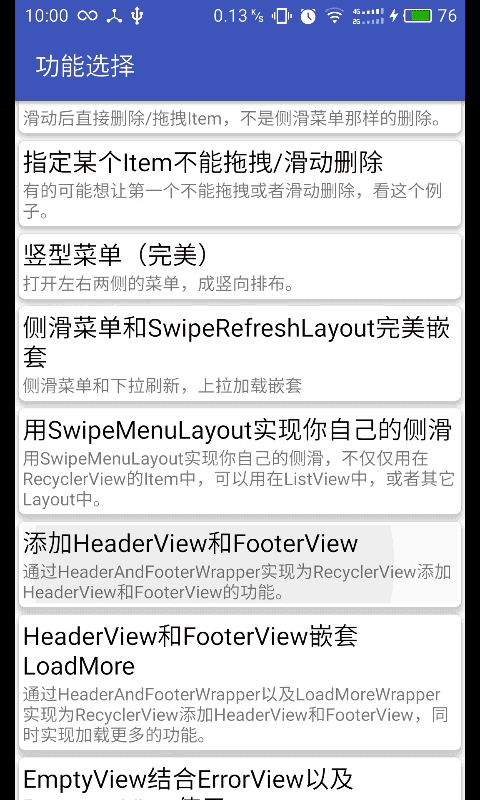 10:00 0.13 K/s 2G 2G 76
功能选择
滑动后直接删除/拖拽Item，不是侧滑菜单那样的删除。
指定某个Item不能拖拽/滑动删除
有的可能想让第一个不能拖拽或者滑动删除，看这个例
子。
竖型菜单（完美）
打开左右两侧的菜单，成竖向排布。
侧滑菜单和SwipeRefreshLayout完美嵌
套
侧滑菜单和下拉刷新，上拉加载嵌套
用SwipeMenuLayout实现你自己的侧滑
用SwipeMenuLayout实现你自己的侧滑，不仅仅用在
RecyclerView的Item中，可以用在ListView中，或者其它
Layout中。
添加HeaderView和FooterView
通过HeaderAndFooterWrapper实现为RecyclerView添加
HeaderView和FooterView的功能。
HeaderView和FooterView嵌套
LoadMore
通过HeaderAndFooterWrapper以及LoadMoreWrapper
实现为RecyclerView添加HeaderView和FooterView，同
时实现加载更多的功能。
EmptyView结合ErrorView以及